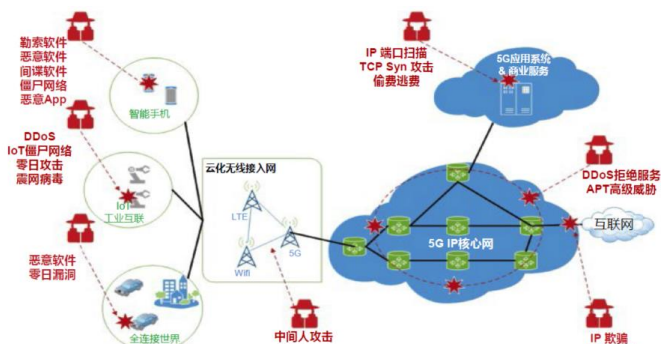 勒索软件
恶意软件
间谍软件
僵尸网络
恶意App
智能手机
DDoS
IoT僵尸网络
零日攻击
震网病毒
IoT
工业互联
恶意软件
零日漏洞
全连接世界
云化无线接入网
LTE
5G
Wifi
中间人攻击
IP 端口扫描
TCP Syn 攻击
偷费逃费
5G应用系统
& 商业服务
5G IP核心网
DDoS拒绝服务
APT高级威胁
互联网
IP 欺骗